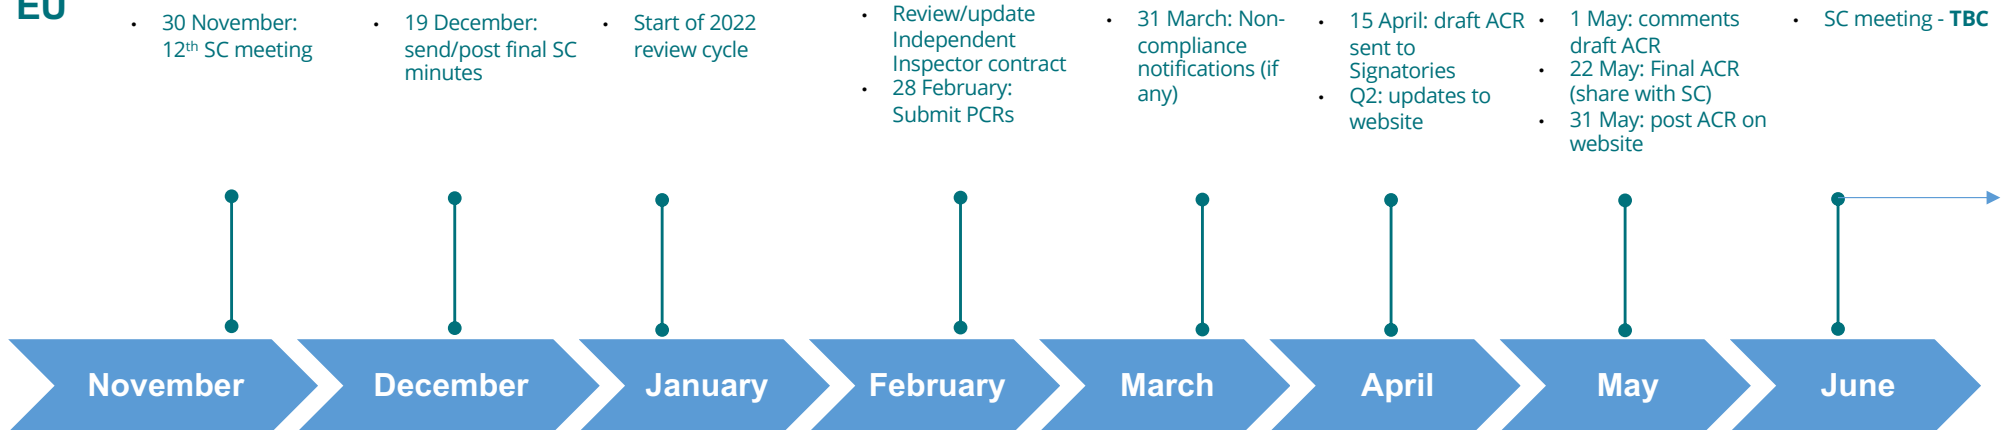 EU
• 30 November:
12th SC meeting
• 19 December:
send/post final SC
minutes
• Start of 2022
review cycle
• Review/update
Independent
Inspector contract
• 28 February:
Submit PCRs
• 31 March: Non-
compliance
notifications (if
any)
• 15 April: draft ACR
sent to
Signatories
• Q2: updates to
website
• 1 May: comments
draft ACR
• 22 May: Final ACR
(share with SC)
• 31 May: post ACR on
website
• SC meeting - TBC
November
December
January
February
March
April
May
June